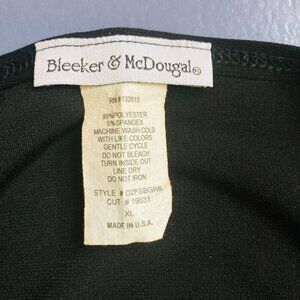 Bleeker & McDougal®
RN#132815
95%POLYESTER
5%SPANDEX
MACHINE WASH COLD
WITH LIKE COLORS
GENTLE CYCLE
DO NOT BLEACH
TURN INSIDE OUT
LINE DRY
DO NOT IRON
STYLE # D2FSBGR6
CUT # 19631
XL
MADE IN U.S.A.